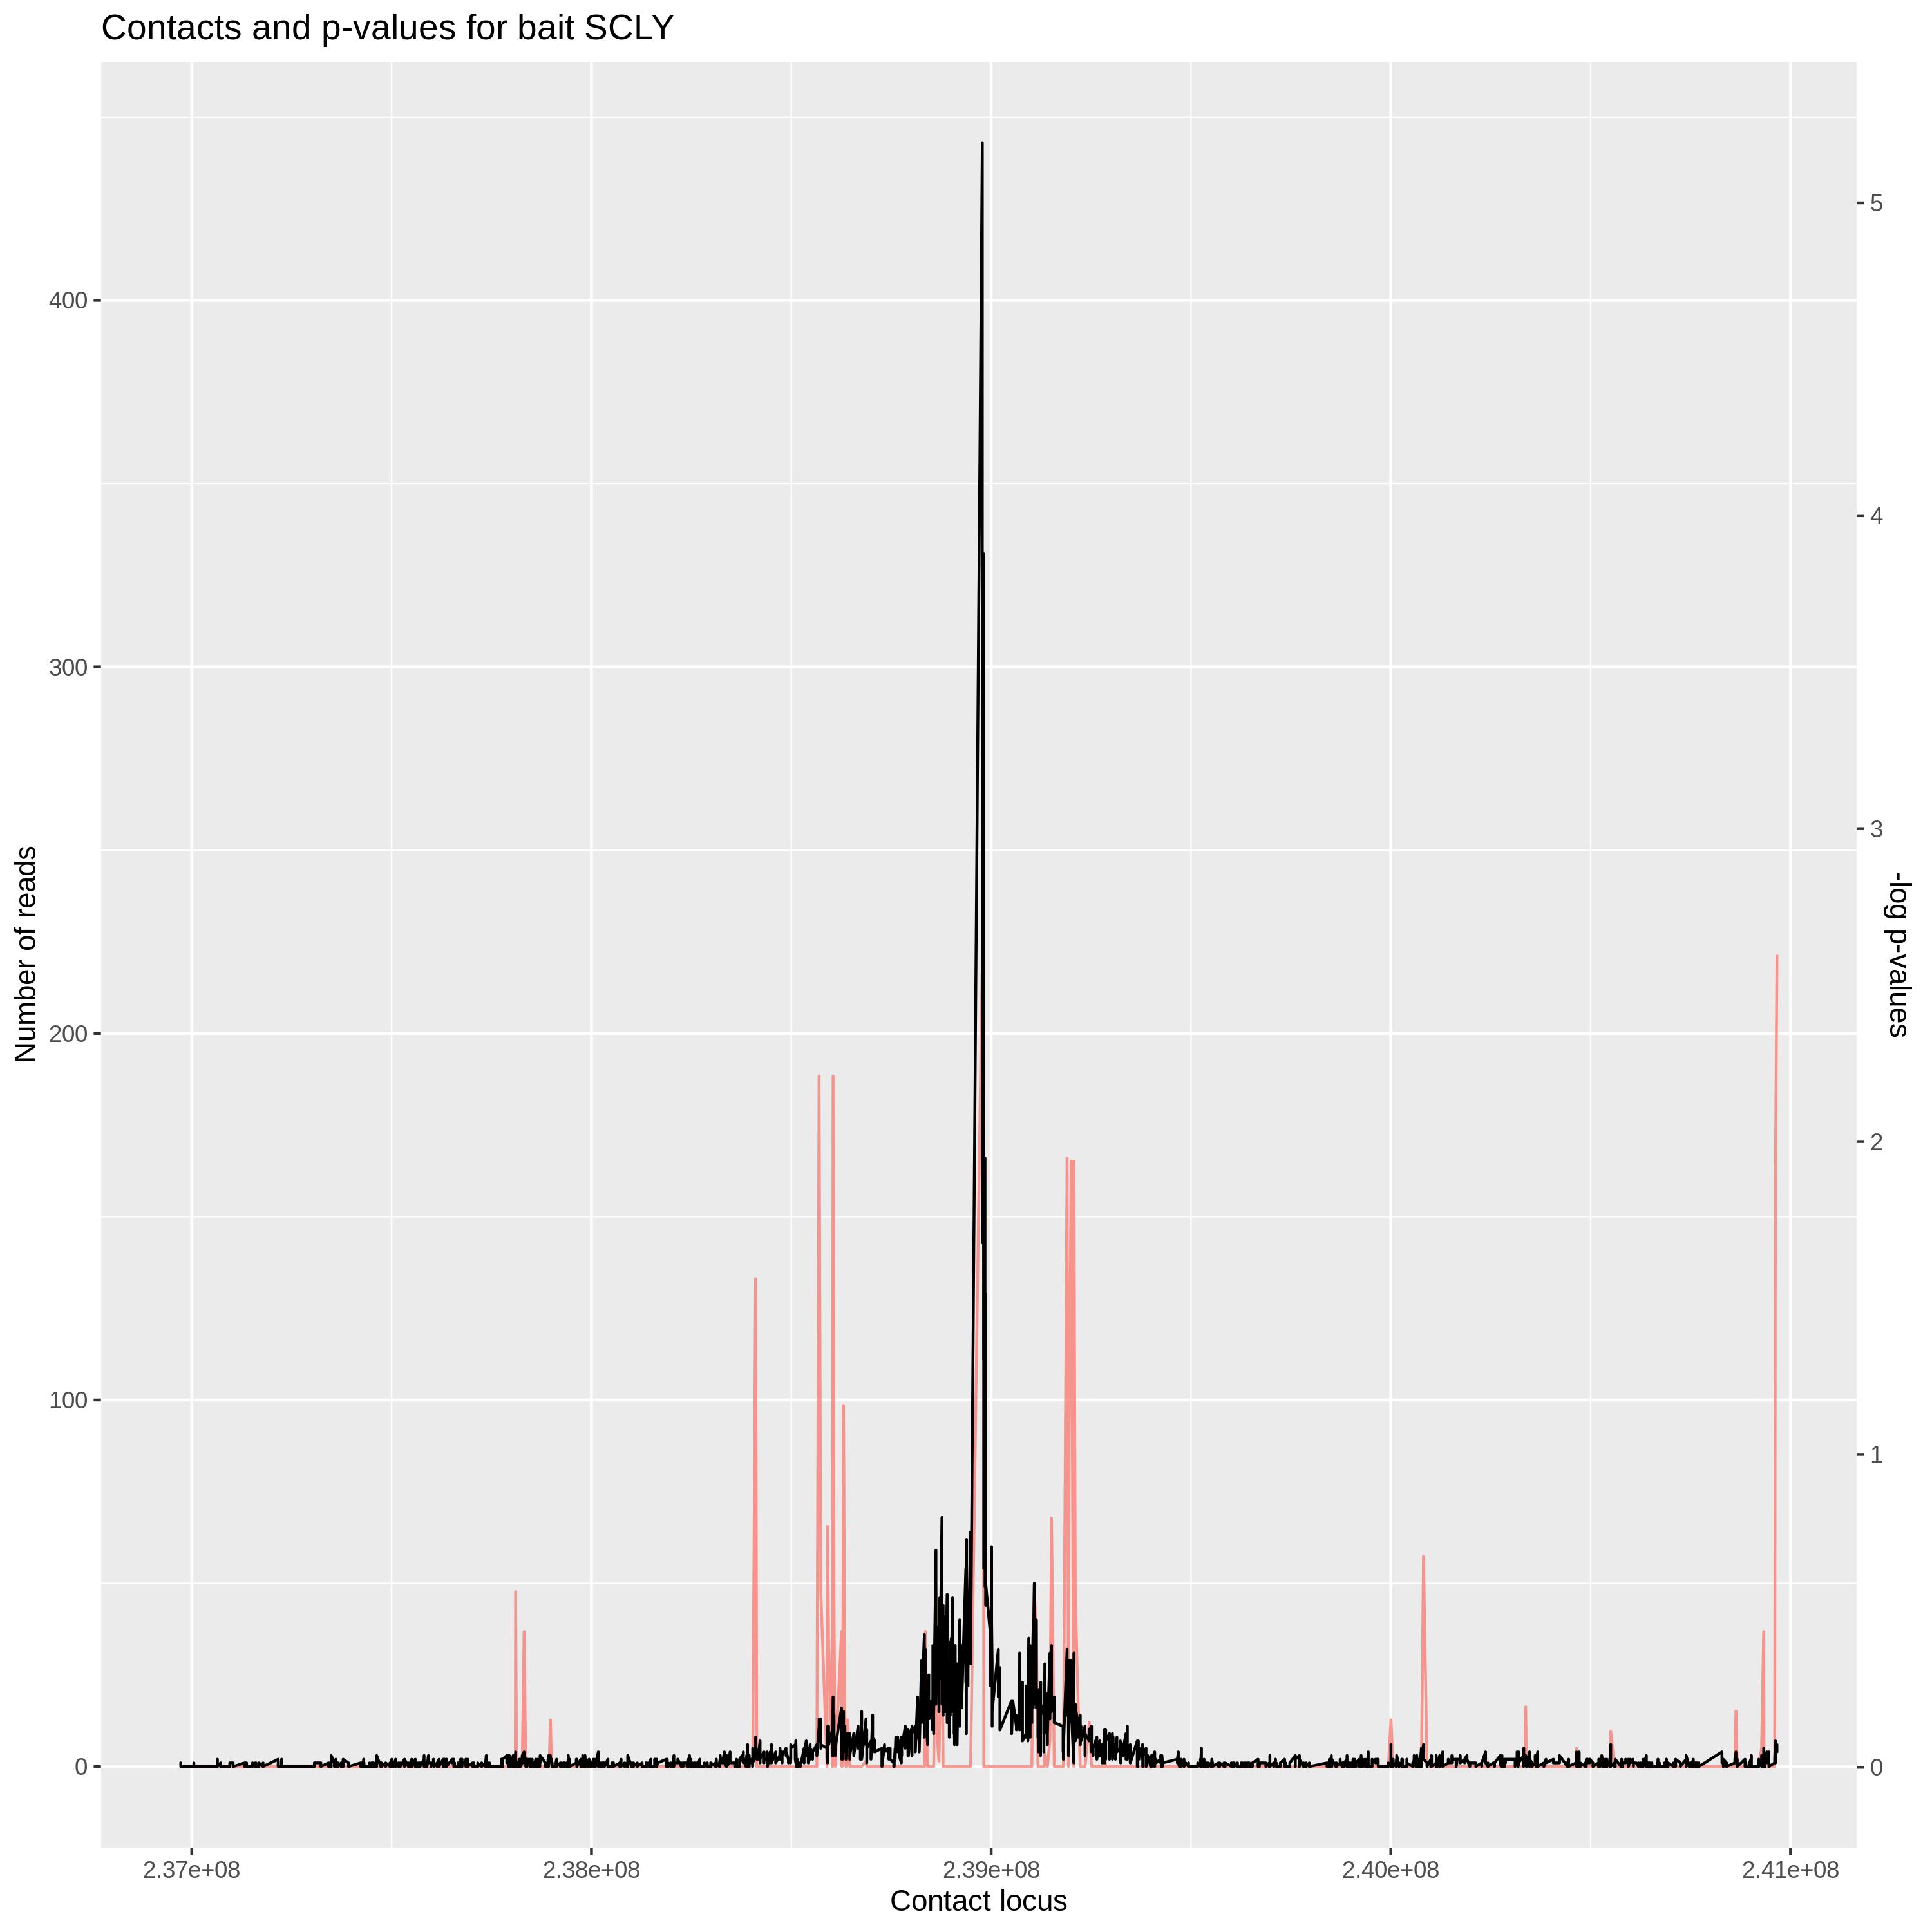 Contacts and p-values for bait SCLY
400
300
200
100
0
Number of reads
5
4
3
2
1
0
-log p-values
2.37e+08
2.38e+08
2.39e+08
2.40e+08
2.41e+08
Contact locus